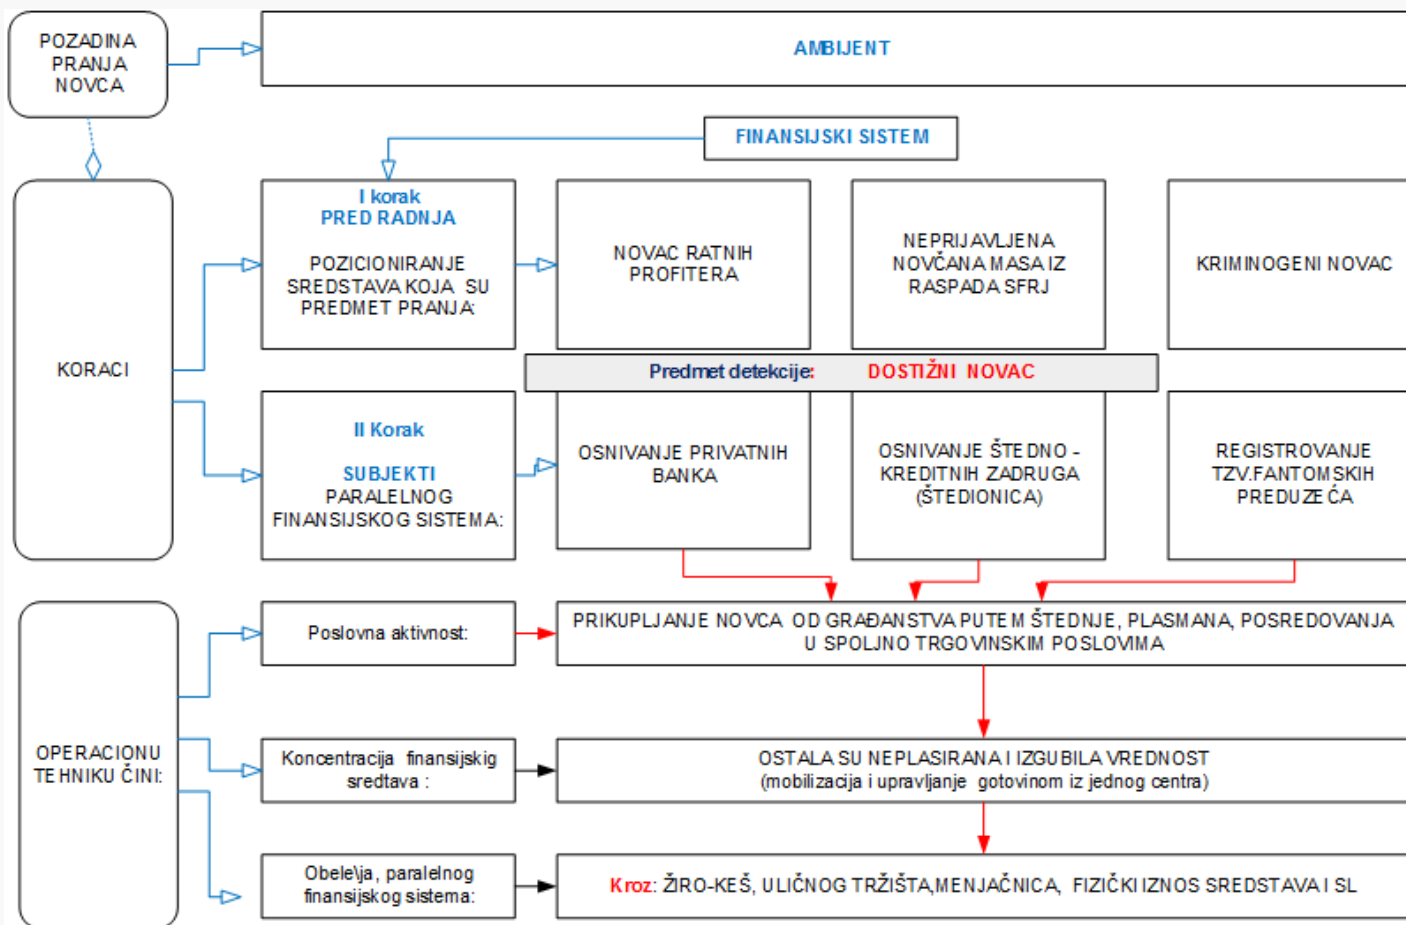 POZADINA
PRANJA
NOVCA
AMBIJENT
FINANSIJSKI SISTEM
KORACI
I korak
PRED RADNJA
POZICIONIRANJE
SREDSTAVA KOJA SU
PREDMET PRANJA:
NOVAC RATNIH
PROFITERA
NEPRIJAVLJENA
NOVČANA MASA IZ
RASPADA SFRJ
KRIMINOGENI NOVAC
Predmet detekcije: DOSTIŽNI NOVAC
II Korak
SUBJEKTI
PARALELNOG
FINANSIJSKOG SISTEMA:
OSNIVANJE PRIVATNIH
BANKA
OSNIVANJE ŠTEDNO -
KREDITNIH ZADRUGA
(ŠTEDIONICA)
REGISTROVANJE
TZV.FANTOMSKIH
PREDUZEĆA
OPERACIONU
TEHNIKU ČINI:
Poslovna aktivnost:
PRIKUPLJANJE NOVCA OD GRAĐANSTVA PUTEM ŠTEDNJE, PLASMANA, POSREDOVANJA
U SPOLJNO TRGOVINSKIM POSLOVIMA
Koncentracija finansijskig
sredtava :
OSTALA SU NEPLASIRANA I IZGUBILA VREDNOST
(mobilizacija i upravljanje gotovinom iz jednog centra)
Obele\ja, paralelnog
finansijskog sistema:
Kroz: ŽIRO-KEŠ, ULIČNOG TRŽIŠTA,MENJAČNICA, FIZIČKI IZNOS SREDSTAVA I SL